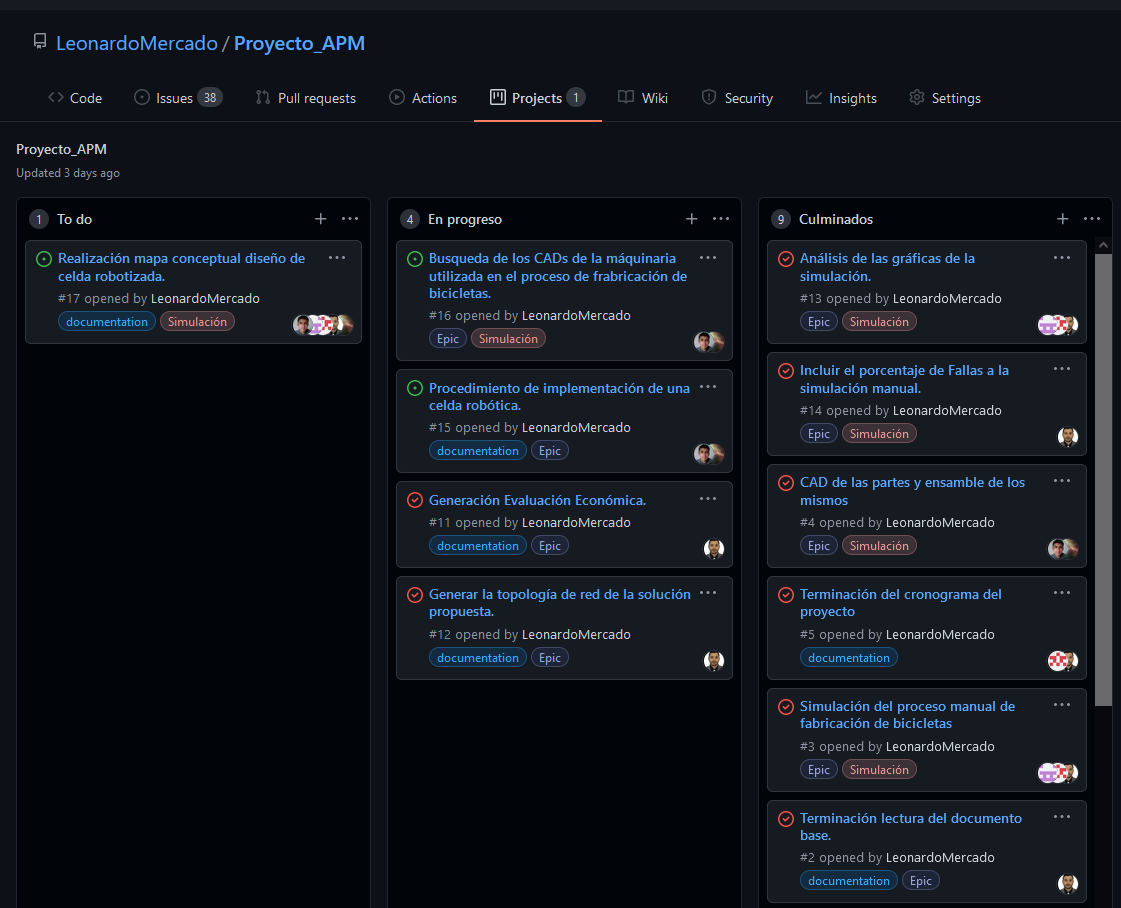 LeonardoMercado / Proyecto_APM
Code
Issues 38
Pull requests
Actions
Projects 1
Wiki
Security
Insights
Settings
Proyecto_APM
Updated 3 days ago
1 To do
Realización mapa conceptual diseño de
celda robotizada.
#17 opened by LeonardoMercado
documentation Simulación
4 En progreso
Busqueda de los CADs de la máquinaria
utilizada en el proceso de frabricación de
bicicletas.
#16 opened by LeonardoMercado
Epic Simulación
Procedimiento de implementación de una
celda robótica.
#15 opened by LeonardoMercado
documentation Epic
Generación Evaluación Económica.
#11 opened by LeonardoMercado
documentation Epic
Generar la topología de red de la solución
propuesta.
#12 opened by LeonardoMercado
documentation Epic
9 Culminados
Análisis de las gráficas de la
simulación.
#13 opened by LeonardoMercado
Epic Simulación
Incluir el porcentaje de Fallas a la
simulación manual.
#14 opened by LeonardoMercado
Epic Simulación
CAD de las partes y ensamble de los
mismos
#4 opened by LeonardoMercado
Epic Simulación
Terminación del cronograma del
proyecto
#5 opened by LeonardoMercado
documentation
Simulación del proceso manual de
fabricación de bicicletas
#3 opened by LeonardoMercado
Epic Simulación
Terminación lectura del documento
base.
#2 opened by LeonardoMercado
documentation Epic